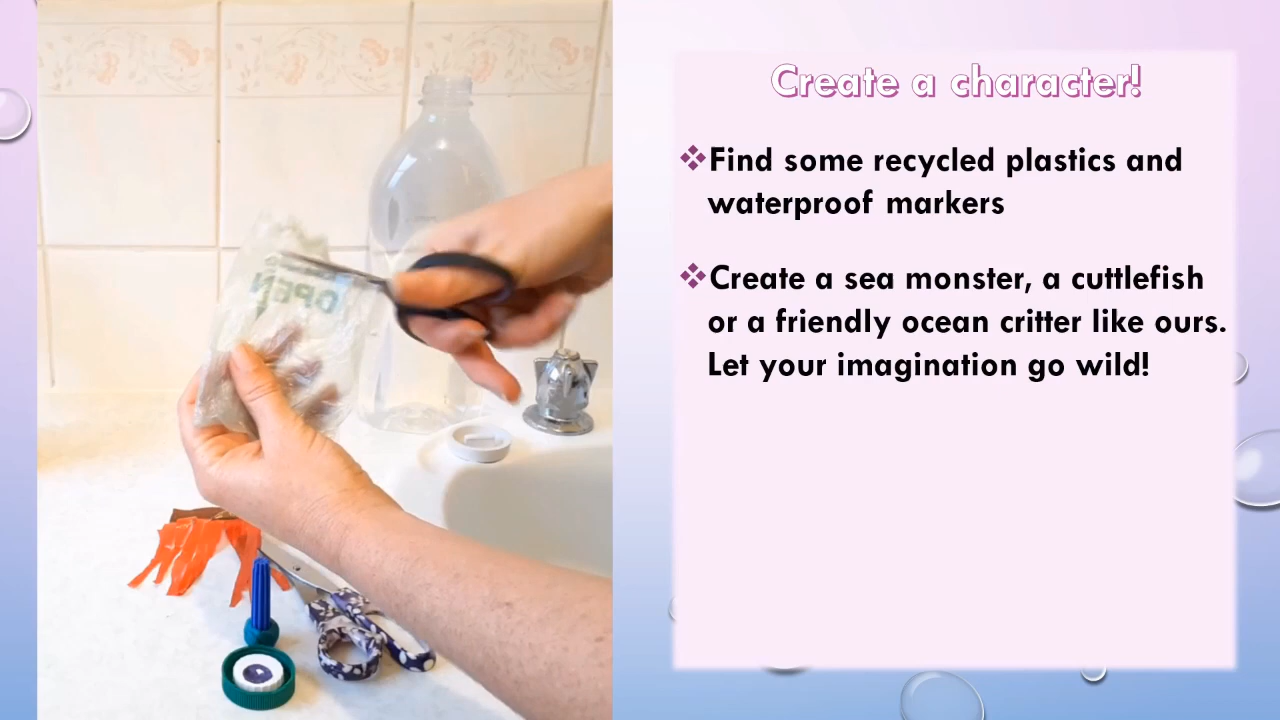 Create a character!
Find some recycled plastics and
waterproof markers
Create a sea monster, a cuttlefish
or a friendly ocean critter like ours.
Let your imagination go wild!
OPEN